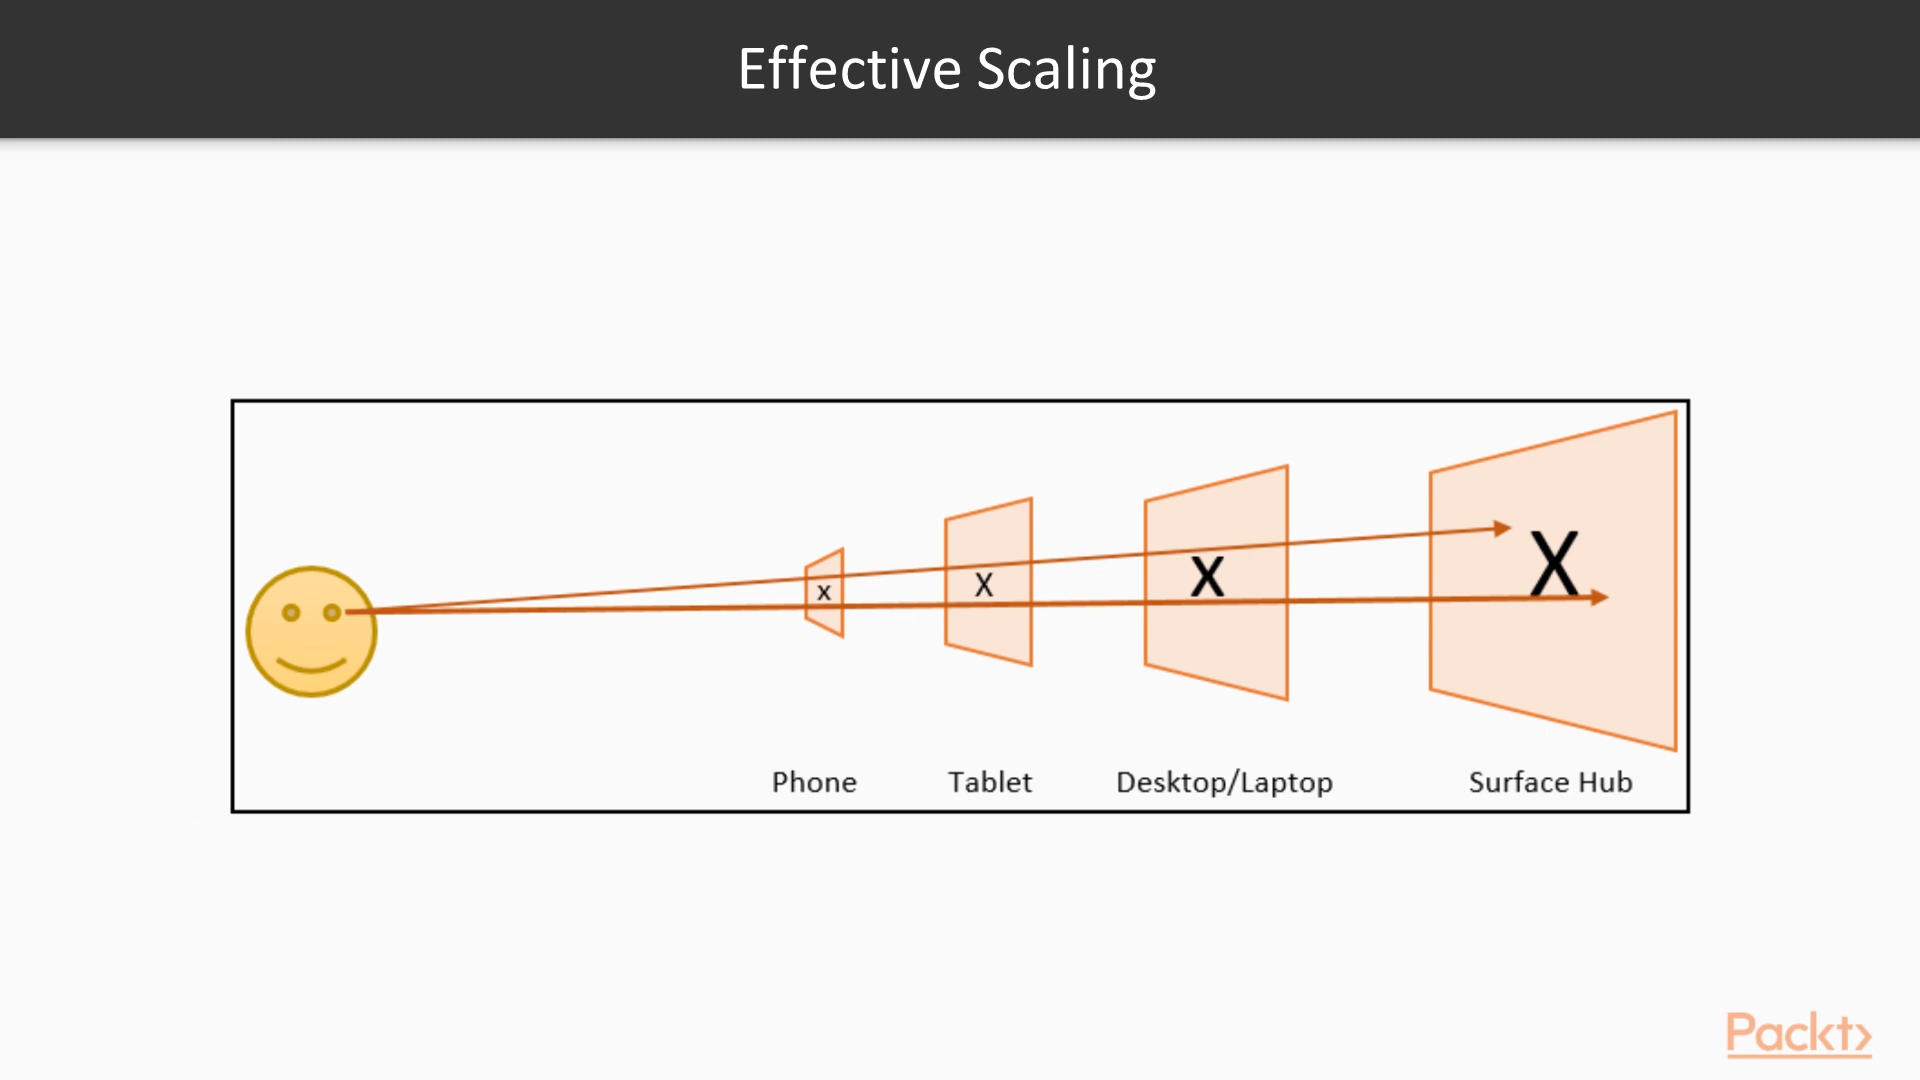 Effective Scaling
x X X X
Phone Tablet Desktop/Laptop Surface Hub
Packt>